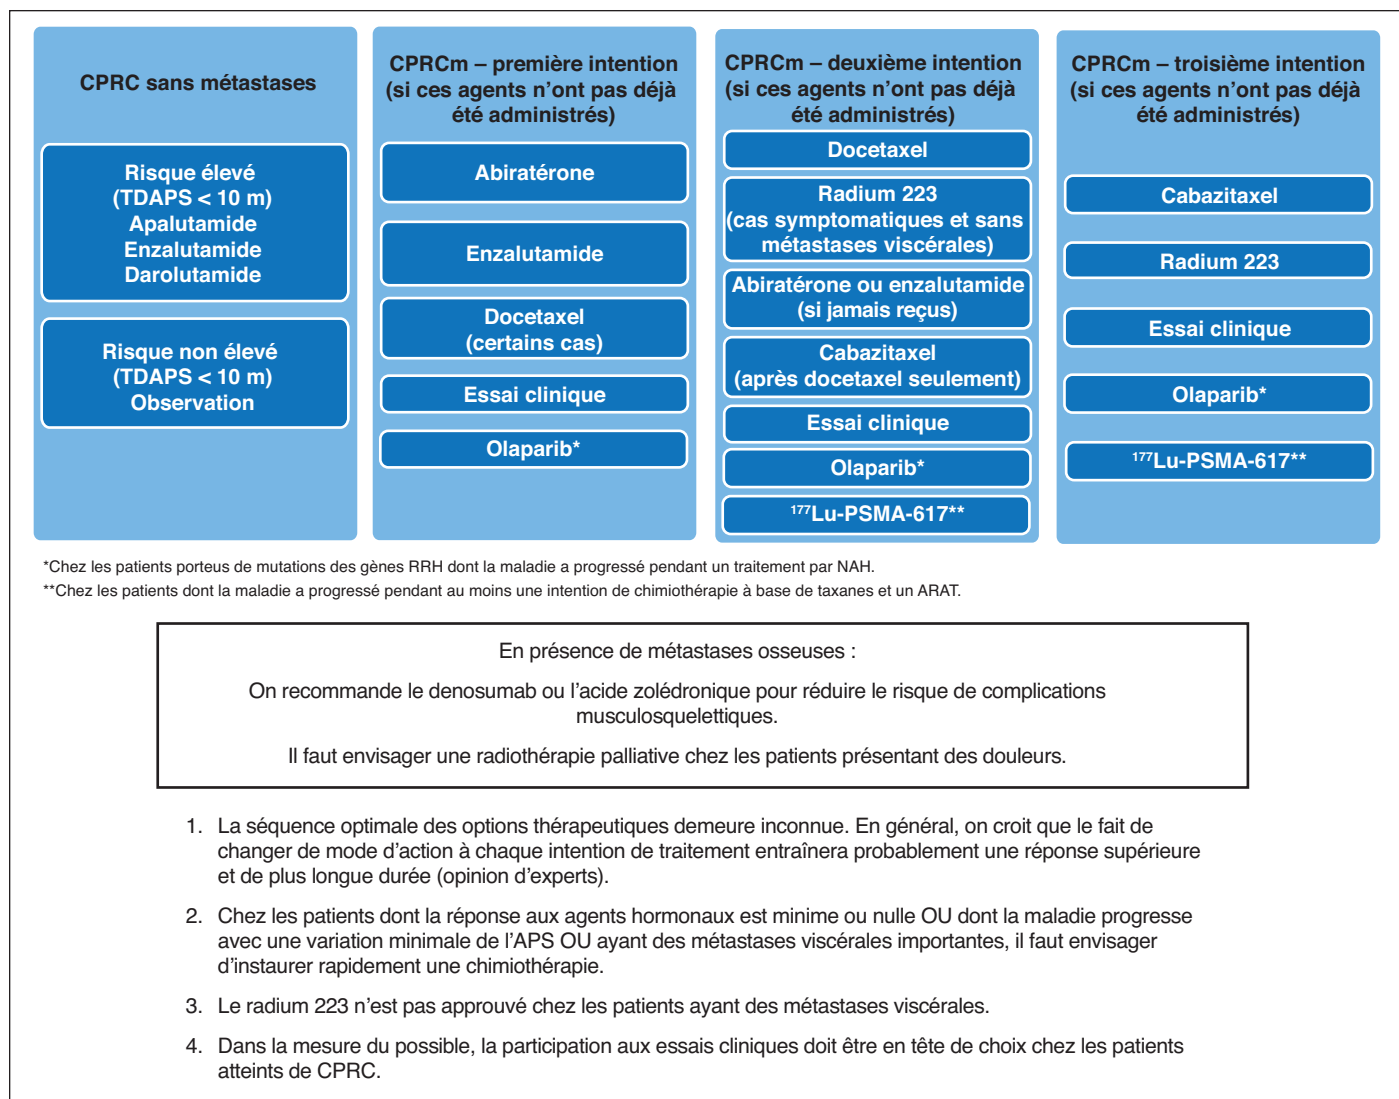 CPRC sans métastases
Risque élevé
(TDAPS < 10 m)
Apalutamide
Enzalutamide
Darolutamide
Risque non élevé
(TDAPS < 10 m)
Observation
CPRCm – première intention
(si ces agents n’ont pas déjà
été administrés)
Abiratérone
Enzalutamide
Docetaxel
(certains cas)
Essai clinique
Olaparib*
CPRCm – deuxième intention
(si ces agents n’ont pas déjà
été administrés)
Docetaxel
Radium 223
(cas symptomatiques et sans
métastases viscérales)
Abiratérone ou enzalutamide
(si jamais reçus)
Cabazitaxel
(après docetaxel seulement)
Essai clinique
Olaparib*
¹⁷⁷Lu-PSMA-617**
CPRCm – troisième intention
(si ces agents n’ont pas déjà
été administrés)
Cabazitaxel
Radium 223
Essai clinique
Olaparib*
¹⁷⁷Lu-PSMA-617**
*Chez les patients porteus de mutations des gènes RRH dont la maladie a progressé pendant un traitement par NAH.
**Chez les patients dont la maladie a progressé pendant au moins une intention de chimiothérapie à base de taxanes et un ARAT.
En présence de métastases osseuses :
On recommande le denosumab ou l’acide zolédronique pour réduire le risque de complications
musculosquelettiques.
Il faut envisager une radiothérapie palliative chez les patients présentant des douleurs.
1. La séquence optimale des options thérapeutiques demeure inconnue. En général, on croit que le fait de
changer de mode d’action à chaque intention de traitement entraînera probablement une réponse supérieure
et de plus longue durée (opinion d’experts).
2. Chez les patients dont la réponse aux agents hormonaux est minime ou nulle OU dont la maladie progresse
avec une variation minimale de l’APS OU ayant des métastases viscérales importantes, il faut envisager
d’instaurer rapidement une chimiothérapie.
3. Le radium 223 n’est pas approuvé chez les patients ayant des métastases viscérales.
4. Dans la mesure du possible, la participation aux essais cliniques doit être en tête de choix chez les patients
atteints de CPRC.